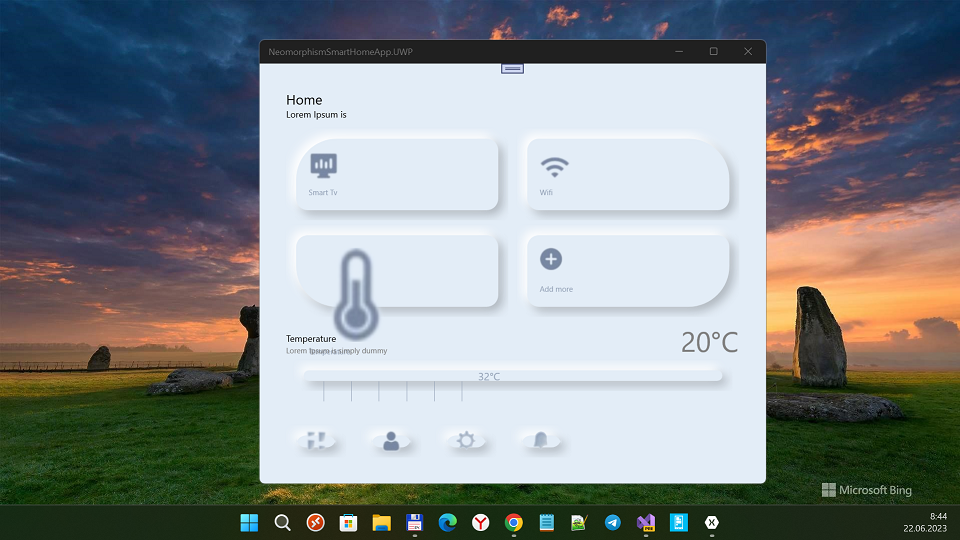 NeomorphismSmartHomeApp.UWP
Home
Lorem Ipsum is
Smart Tv
Wifi
Add more
Temperature
Lorem Ipsum is simply dummy
20°C
32°C
Microsoft Bing
8:44
22.06.2023